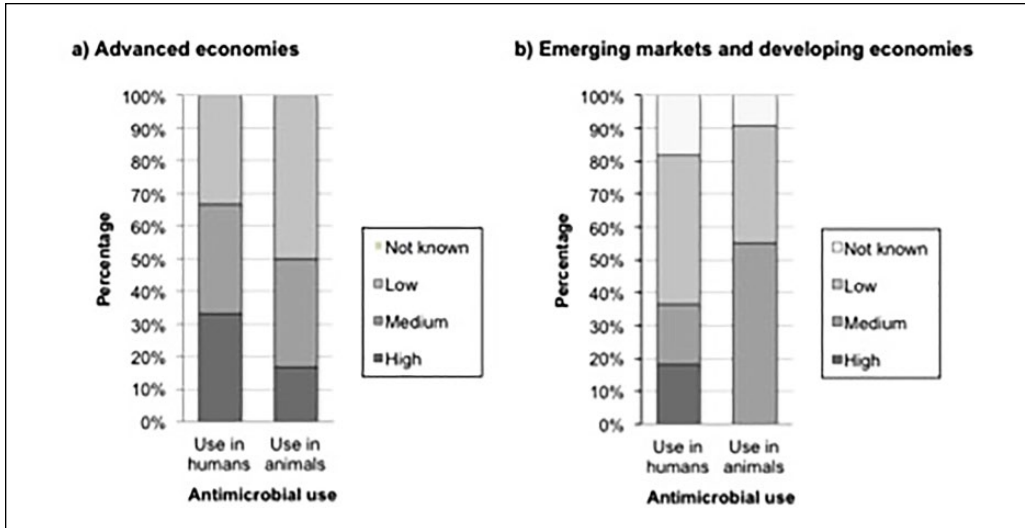 a) Advanced economies
100%
90%
80%
70%
60%
50%
40%
30%
20%
10%
0%
Percentage
Use in
humans
Use in
animals
Antimicrobial use
Not known
Low
Medium
High
b) Emerging markets and developing economies
100%
90%
80%
70%
60%
50%
40%
30%
20%
10%
0%
Percentage
Use in
humans
Use in
animals
Antimicrobial use
Not known
Low
Medium
High